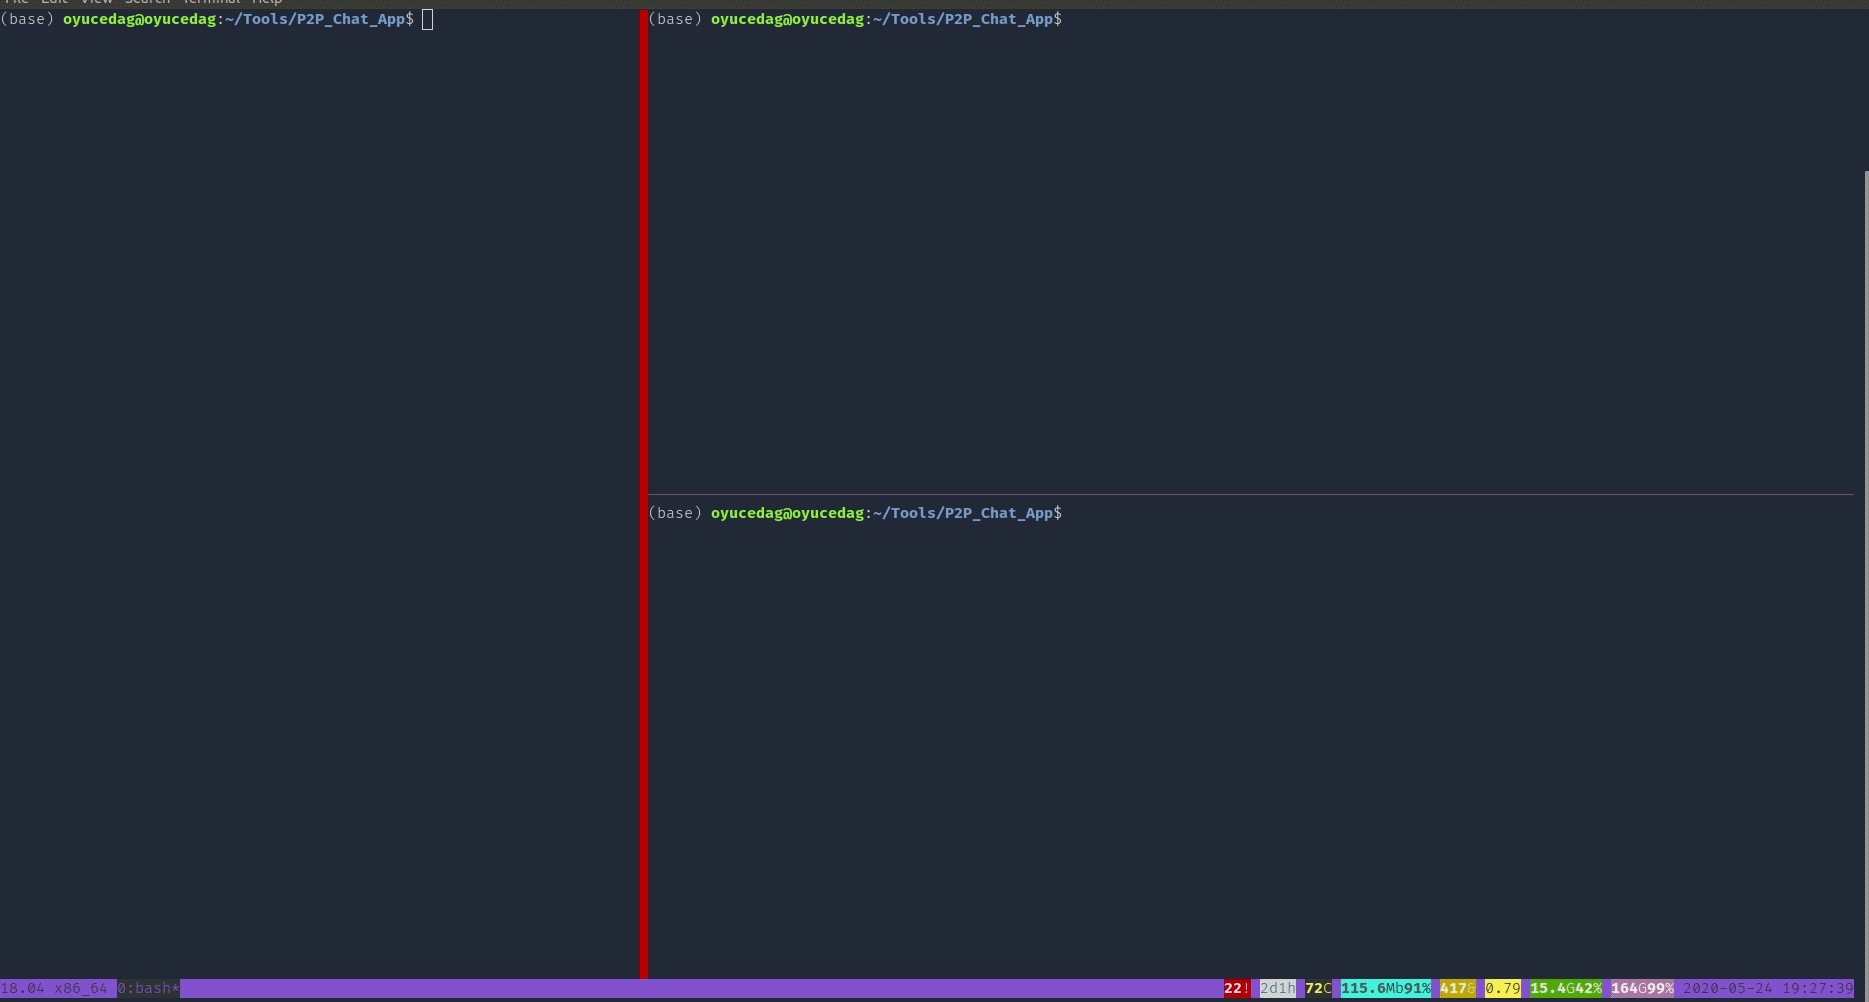 File Edit View Search Terminal Help
(base) oyucedag@oyucedag:~/Tools/P2P_Chat_App$
(base) oyucedag@oyucedag:~/Tools/P2P_Chat_App$
(base) oyucedag@oyucedag:~/Tools/P2P_Chat_App$
18.04 x86_64 0:bash* 22! 2d1h 72C 115.6Mb91% 417& 0.79 15.4G42% 164G99% 2020-05-24 19:27:39